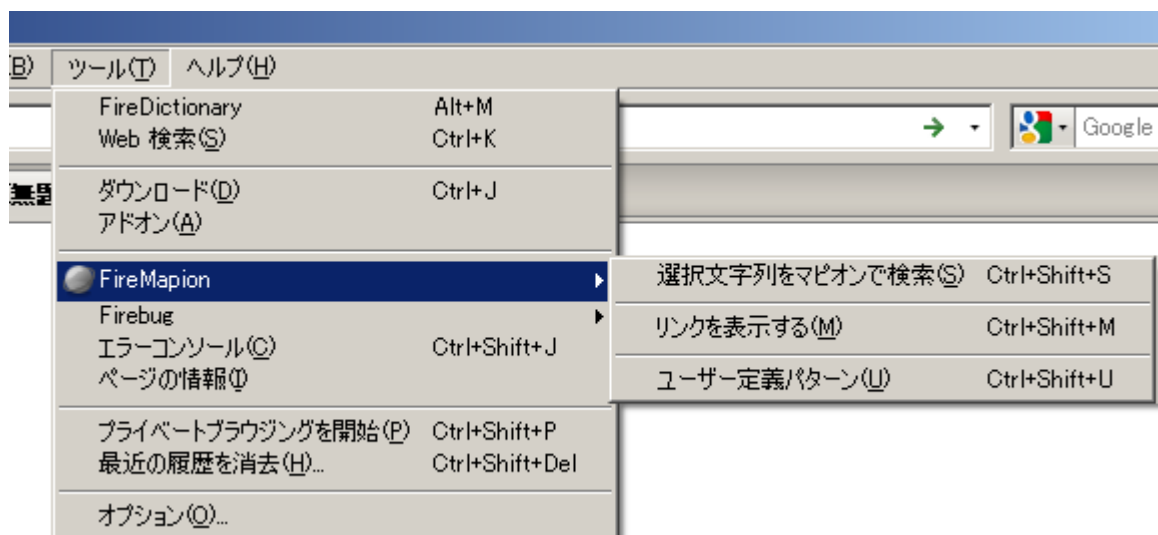 (B) ツール(T) ヘルプ(H)
FireDictionary Alt+M
Web 検索(S) Ctrl+K
Google
ダウンロード(D) Ctrl+J
アドオン(A)
FireMapion
選択文字列をマピオンで検索(S) Ctrl+Shift+S
Firebug
リンクを表示する(M) Ctrl+Shift+M
エラーコンソール(C) Ctrl+Shift+J
ページの情報(I)
ユーザー定義パターン(U) Ctrl+Shift+U
プライベートブラウジングを開始(P) Ctrl+Shift+P
最近の履歴を消去(H)... Ctrl+Shift+Del
オプション(O)...